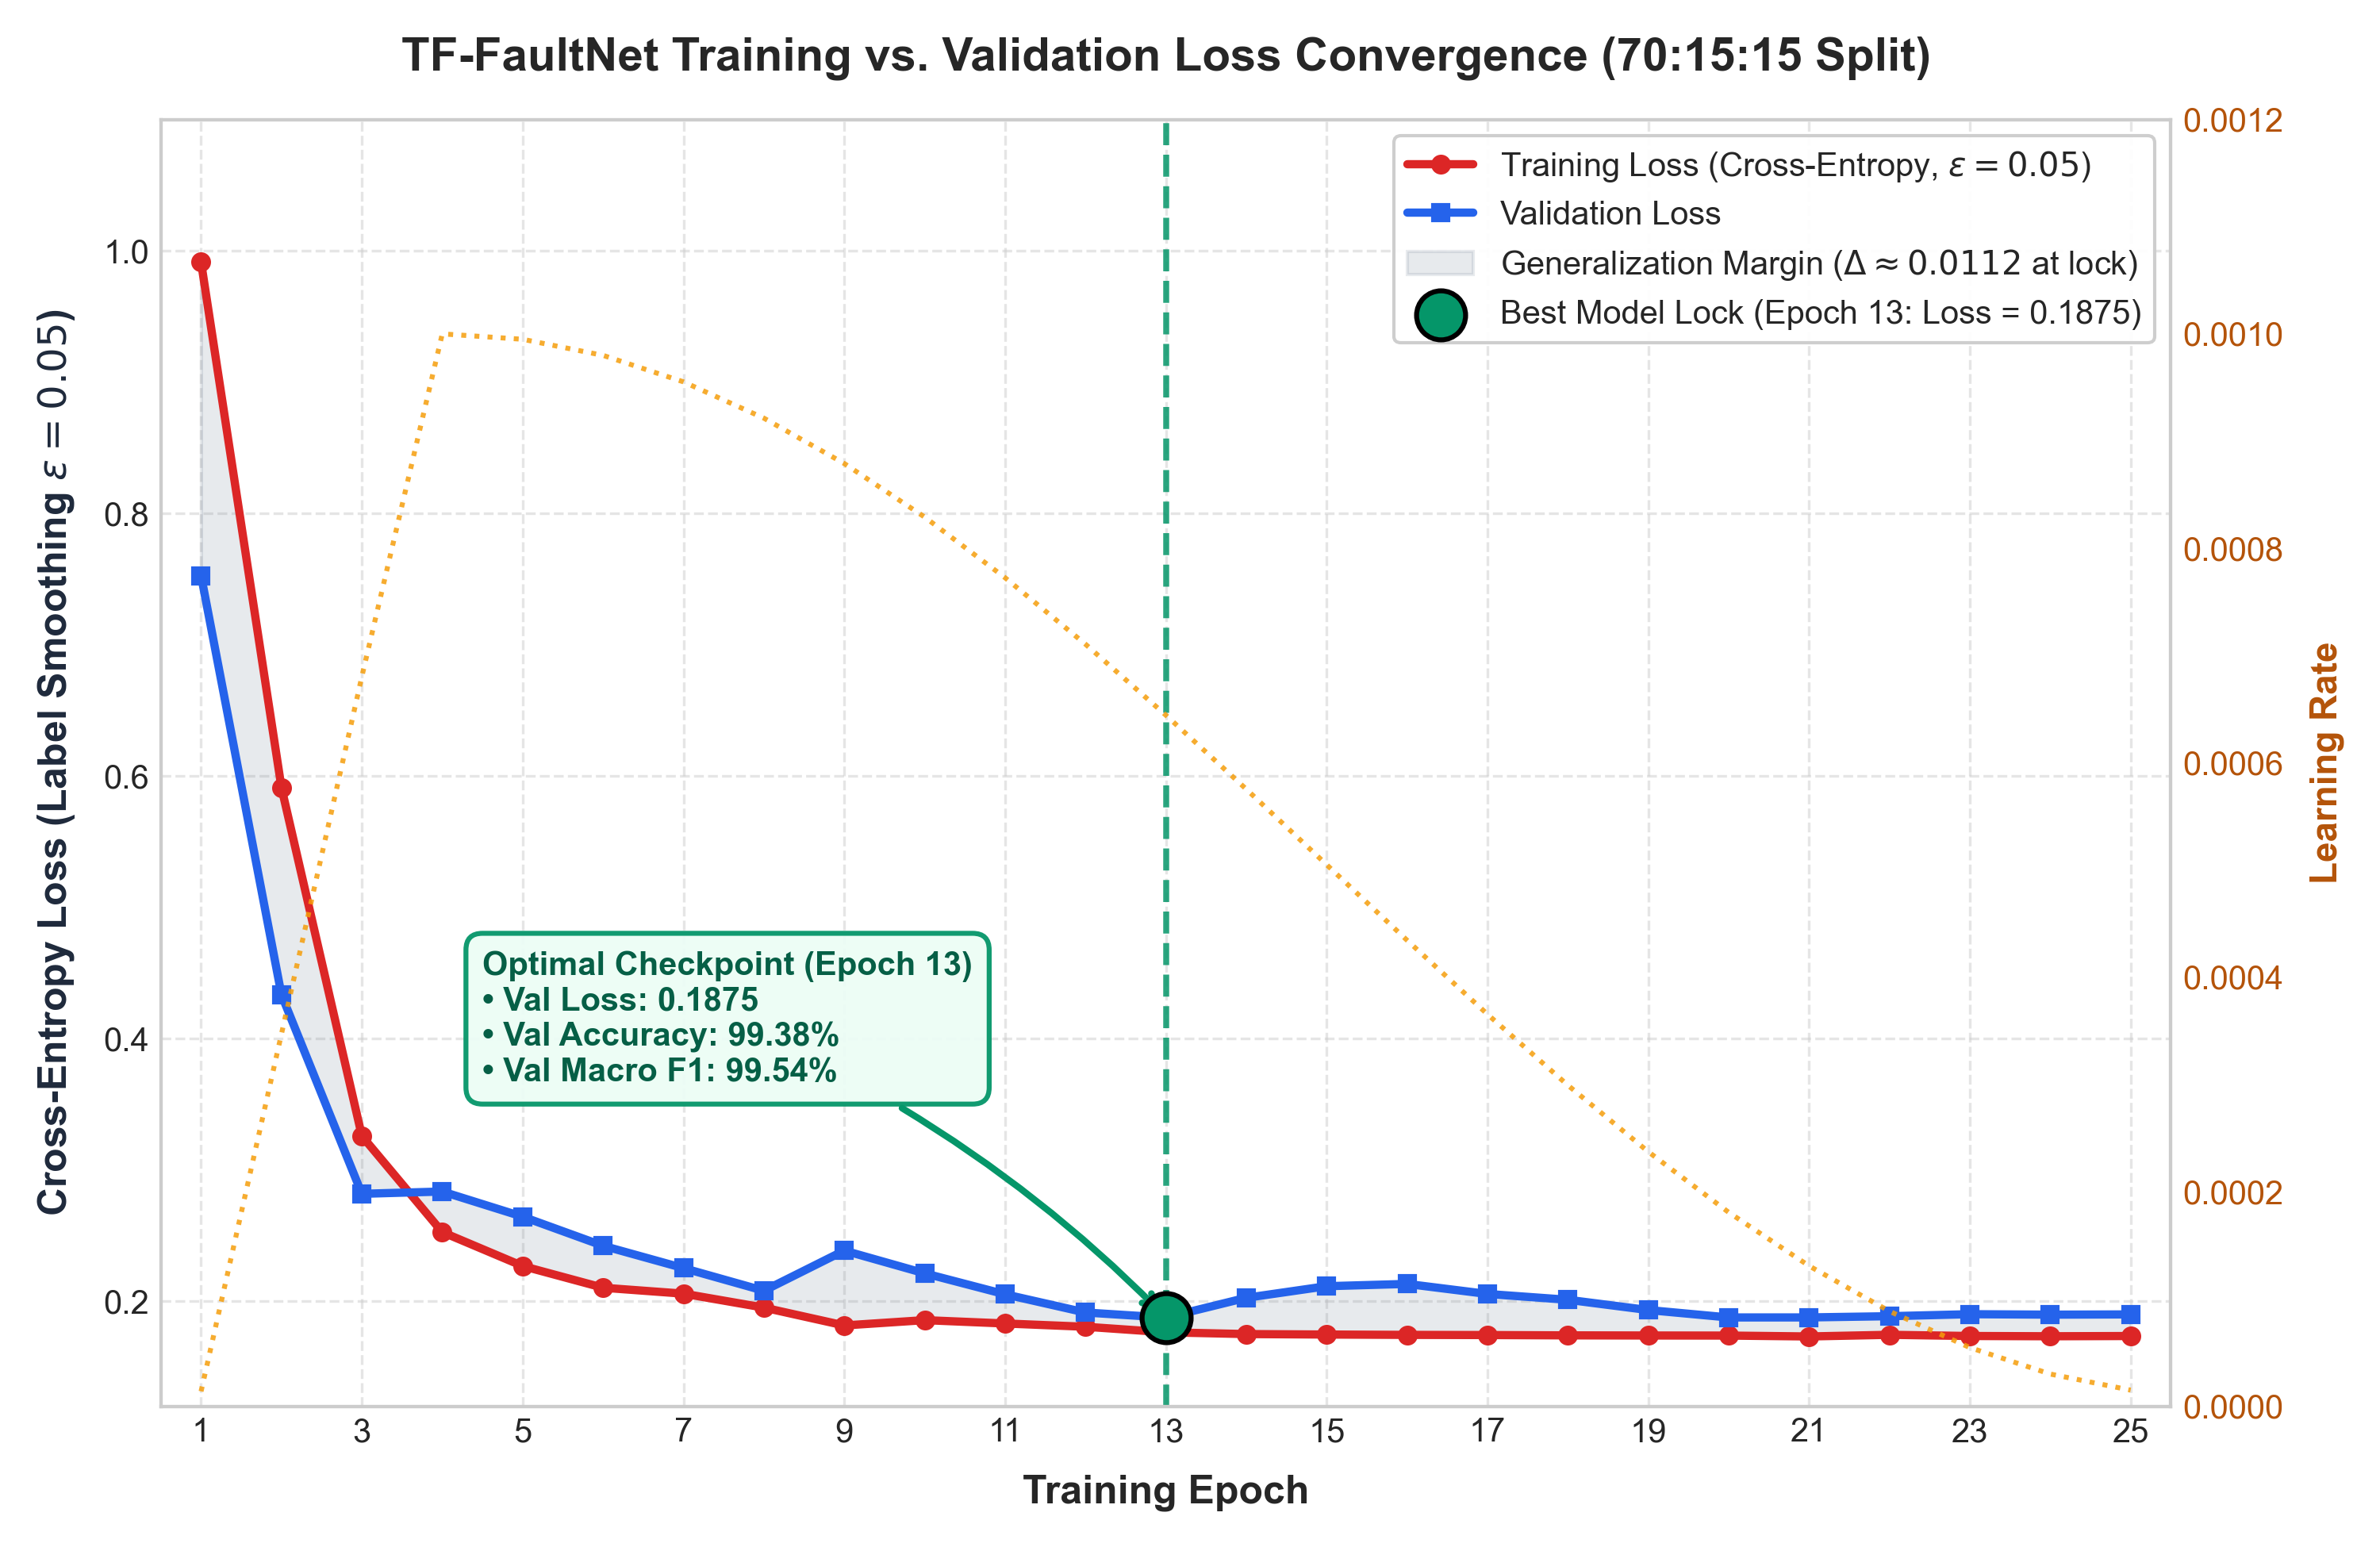 TF-FaultNet Training vs. Validation Loss Convergence (70:15:15 Split)
Training Loss (Cross-Entropy, ε = 0.05)
Validation Loss
Generalization Margin (Δ ≈ 0.0112 at lock)
Best Model Lock (Epoch 13: Loss = 0.1875)
Cross-Entropy Loss (Label Smoothing ε = 0.05)
1.0
0.8
0.6
0.4
0.2
Optimal Checkpoint (Epoch 13)
• Val Loss: 0.1875
• Val Accuracy: 99.38%
• Val Macro F1: 99.54%
0.0012
0.0010
0.0008
0.0006
0.0004
0.0002
0.0000
Learning Rate
1 3 5 7 9 11 13 15 17 19 21 23 25
Training Epoch